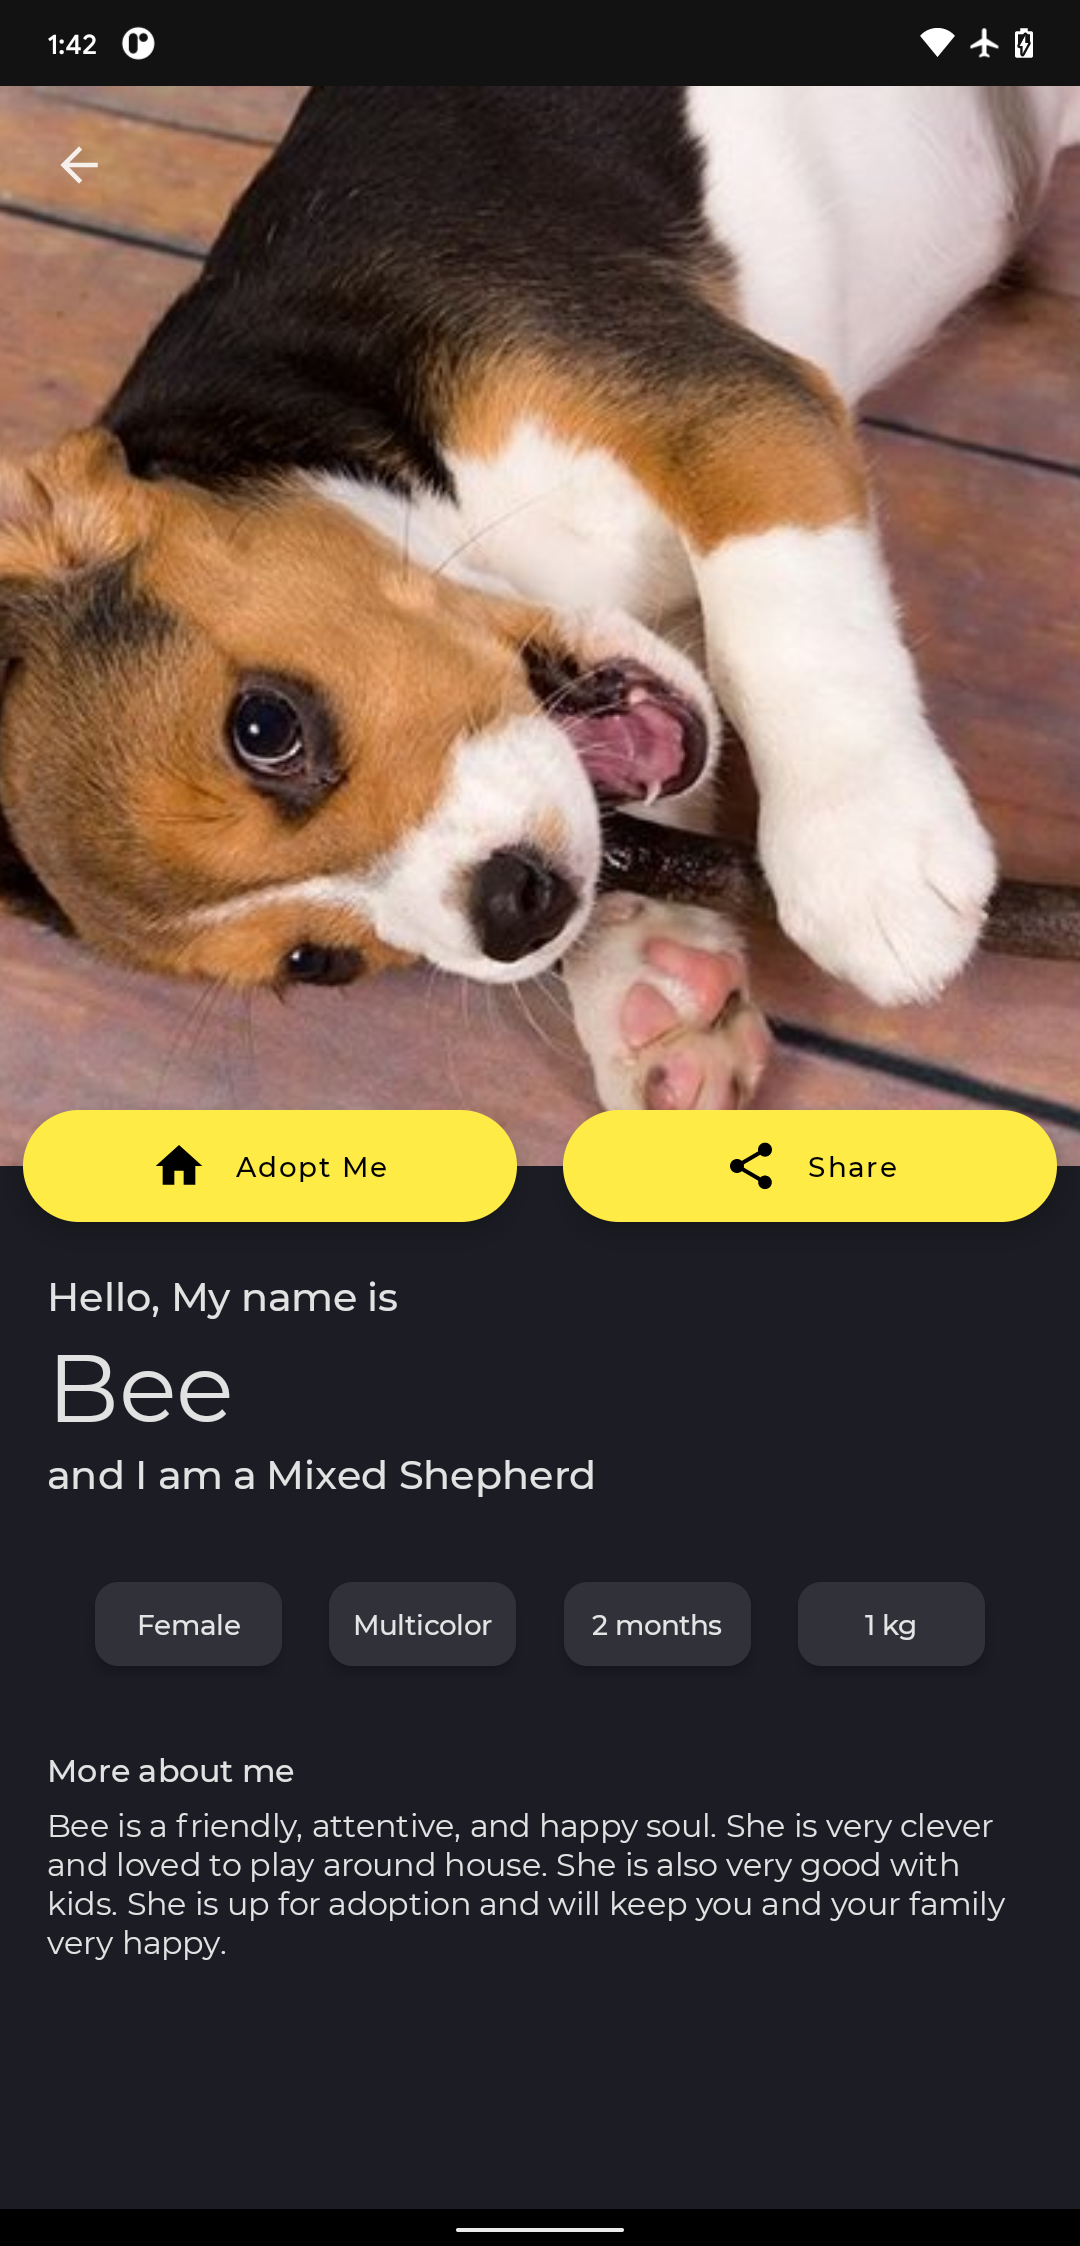 1:42
Adopt Me
Share
Hello, My name is
Bee
and I am a Mixed Shepherd
Female
Multicolor
2 months
1 kg
More about me
Bee is a friendly, attentive, and happy soul. She is very clever
and loved to play around house. She is also very good with
kids. She is up for adoption and will keep you and your family
very happy.